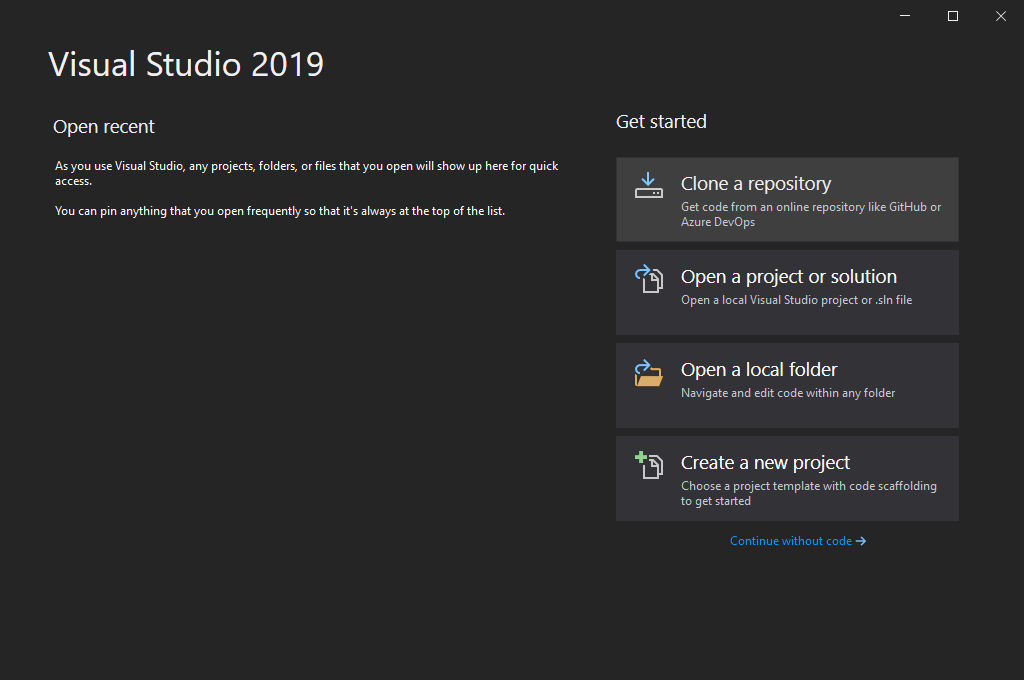 Visual Studio 2019
Open recent
As you use Visual Studio, any projects, folders, or files that you open will show up here for quick
access.
You can pin anything that you open frequently so that it's always at the top of the list.
Get started
Clone a repository
Get code from an online repository like GitHub or
Azure DevOps
Open a project or solution
Open a local Visual Studio project or .sln file
Open a local folder
Navigate and edit code within any folder
Create a new project
Choose a project template with code scaffolding
to get started
Continue without code →